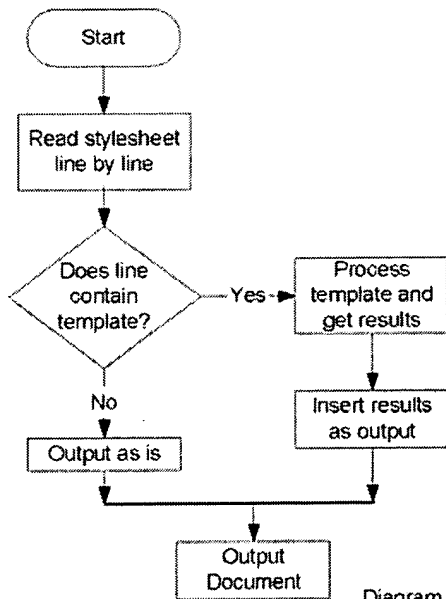 Start
Read stylesheet
line by line
Does line
contain
template?
Yes
Process
template and
get results
No
Insert results
as output
Output as is
Output
Document
Diagram